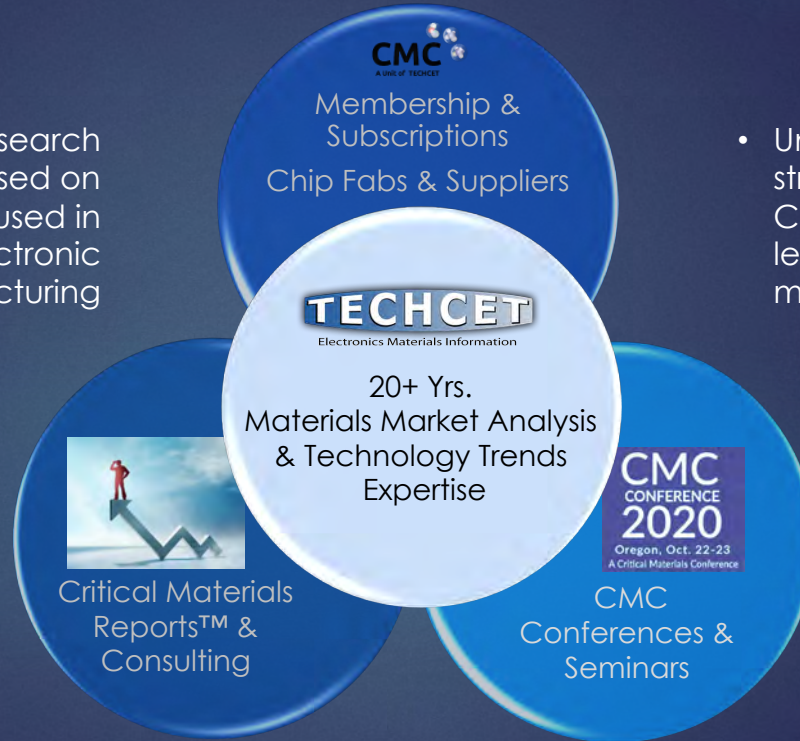 CMC
A Unit of TECHCET
Membership &
Subscriptions
Chip Fabs & Suppliers
search
sed on
used in
ctronic
cturing
• Un
str
C
le
m
TECHCET
Electronics Materials Information
20+ Yrs.
Materials Market Analysis
& Technology Trends
Expertise
Critical Materials
Reports™ &
Consulting
CMC
CONFERENCE
2020
Oregon, Oct. 22-23
A Critical Materials Conference
CMC
Conferences &
Seminars